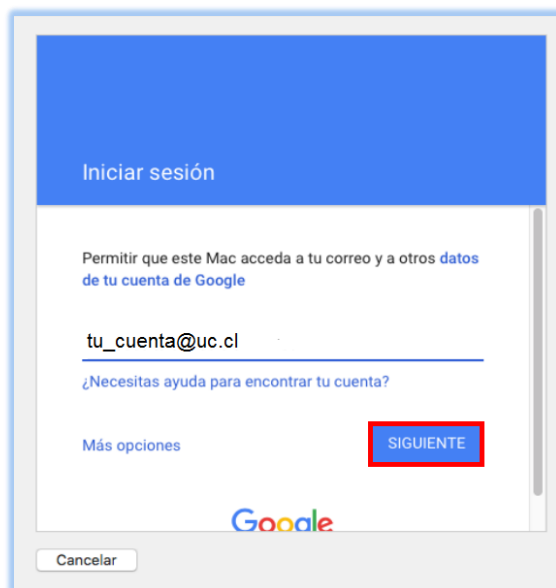 Iniciar sesión
Permitir que este Mac acceda a tu correo y a otros datos
de tu cuenta de Google
tu_cuenta@uc.cl
¿Necesitas ayuda para encontrar tu cuenta?
Más opciones
SIGUIENTE
Google
Cancelar